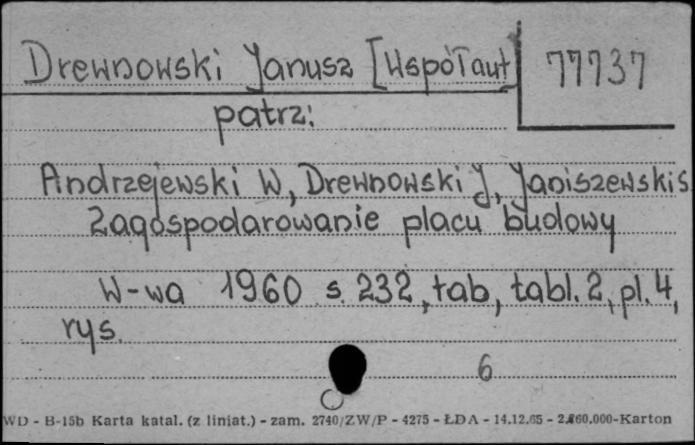 Drewnowski Janusz [Współaut] 77737
patrz:
Andrzejewski W, Drewnowski J, Janiszewski S
Zagospodarowanie placu budowy
W-wa 1960 s. 232, tab, tabl. 2, pl. 4,
rys.
6
WD - B-15b Karta katal. (z liniat.) - zam. 2740/ZW/P - 4275 - ŁDA - 14.12.65 - 2.860.000-Karton